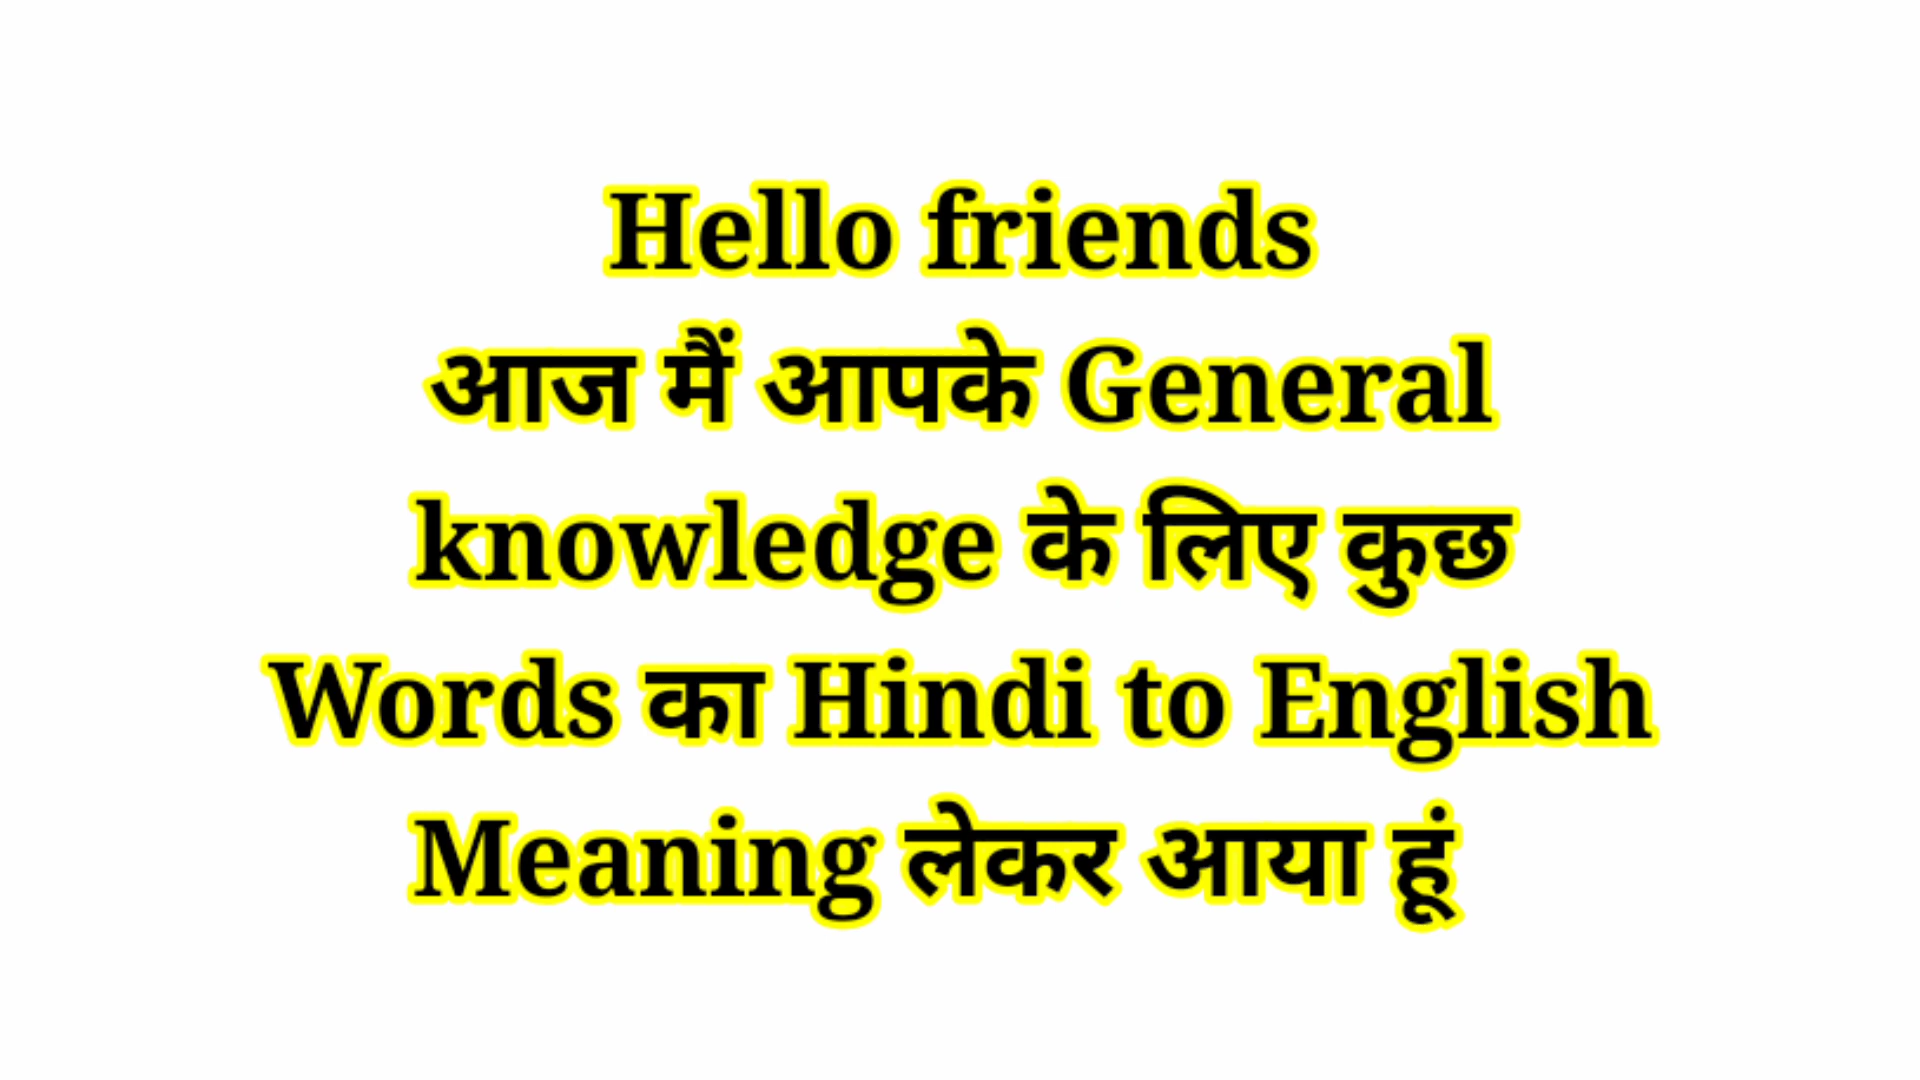 Hello friends
आज मैं आपके General
knowledge के लिए कुछ
Words का Hindi to English
Meaning लेकर आया हूं